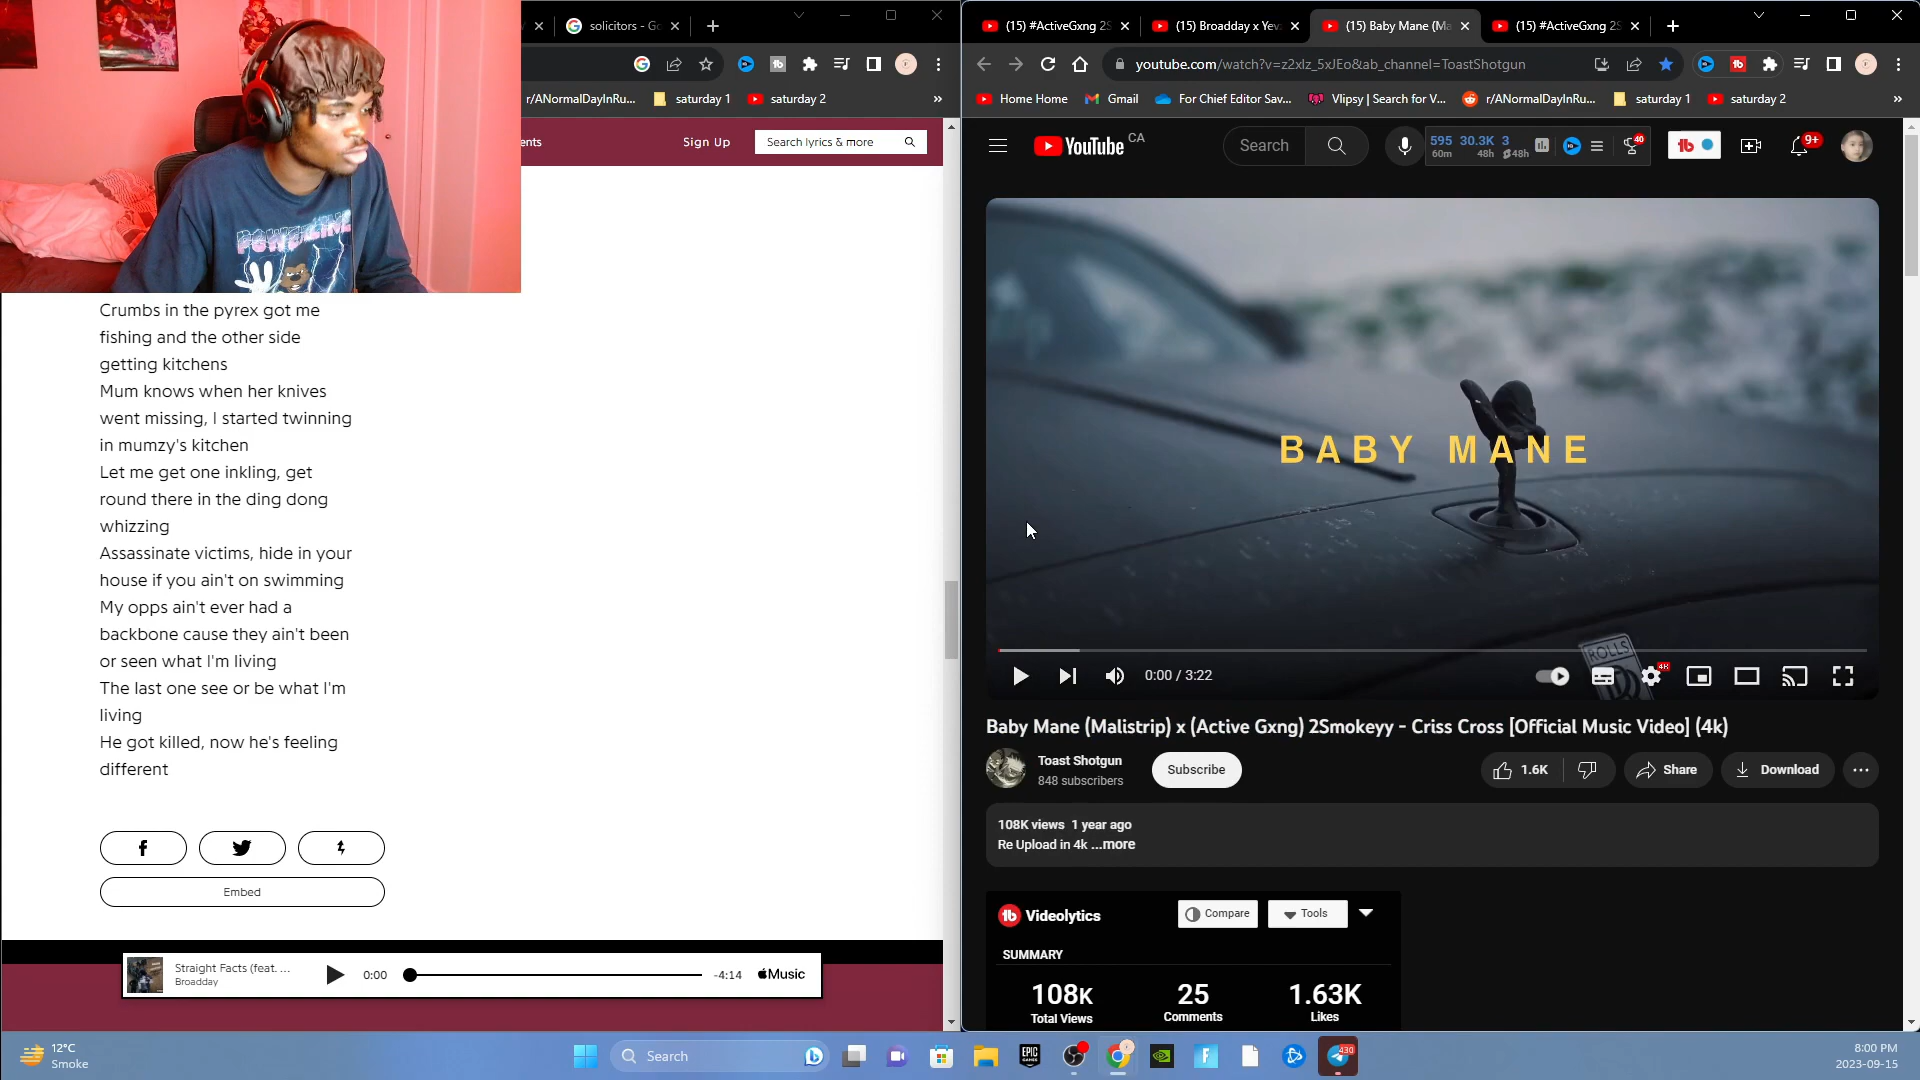 solicitors - Go
r/ANormalDayInRu...
saturday 1
saturday 2
»
ents
Sign Up
Search lyrics & more
POWERLINE
Crumbs in the pyrex got me
fishing and the other side
getting kitchens
Mum knows when her knives
went missing, I started twinning
in mumzy's kitchen
Let me get one inkling, get
round there in the ding dong
whizzing
Assassinate victims, hide in your
house if you ain't on swimming
My opps ain't ever had a
backbone cause they ain't been
or seen what I'm living
The last one see or be what I'm
living
He got killed, now he's feeling
different
Embed
Straight Facts (feat. ...
Broadday
0:00
-4:14
Music
(15) #ActiveGxng 2S
(15) Broadday x Yev
(15) Baby Mane (Ma
(15) #ActiveGxng 2S
youtube.com/watch?v=z2xlz_5xJEo&ab_channel=ToastShotgun
Home Home
Gmail
For Chief Editor Sav...
Vlipsy | Search for V...
r/ANormalDayInRu...
saturday 1
saturday 2
»
YouTube CA
Search
595 30.3K 3
60m 48h 48h
40
9+
BABY MANE
ROLLS
0:00 / 3:22
4K
Baby Mane (Malistrip) x (Active Gxng) 2Smokeyy - Criss Cross [Official Music Video] (4k)
Toast Shotgun
848 subscribers
Subscribe
1.6K
Share
Download
108K views 1 year ago
Re Upload in 4k ...more
Videolytics
Compare
Tools
SUMMARY
108K
25
1.63K
Total Views
Comments
Likes
12°C
Smoke
Search
EPIC GAMES
430
8:00 PM
2023-09-15